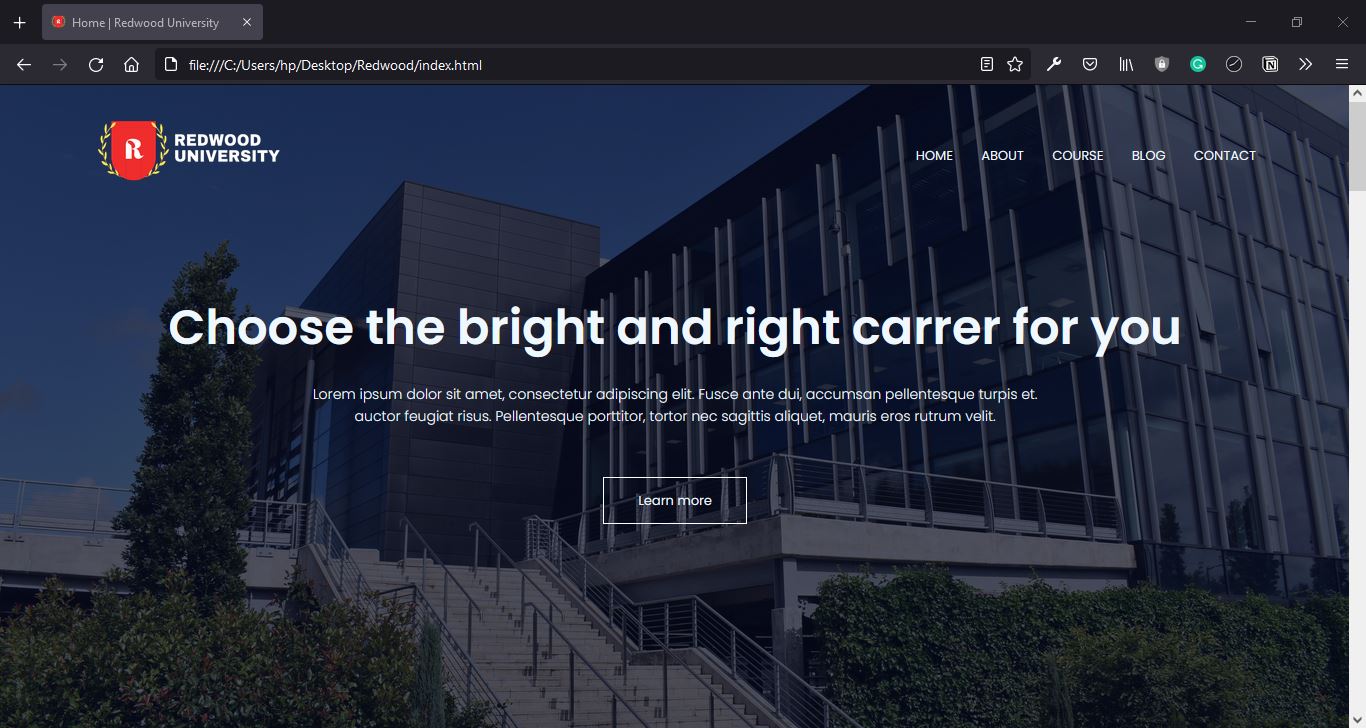 Home | Redwood University
file:///C:/Users/hp/Desktop/Redwood/index.html
R
REDWOOD
UNIVERSITY
HOME ABOUT COURSE BLOG CONTACT
Choose the bright and right carrer for you
Lorem ipsum dolor sit amet, consectetur adipiscing elit. Fusce ante dui, accumsan pellentesque turpis et.
auctor feugiat risus. Pellentesque porttitor, tortor nec sagittis aliquet, mauris eros rutrum velit.
Learn more